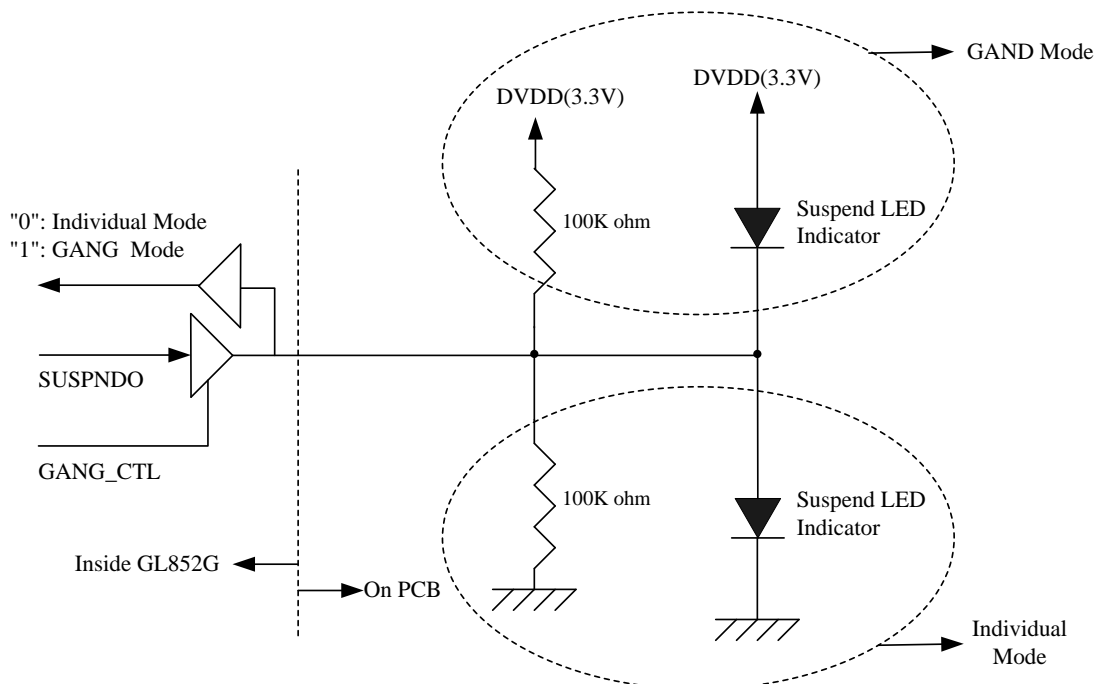 GAND Mode
DVDD(3.3V)
DVDD(3.3V)
"0": Individual Mode
"1": GANG Mode
100K ohm
Suspend LED
Indicator
SUSPNDO
GANG_CTL
100K ohm
Suspend LED
Indicator
Inside GL852G
On PCB
Individual
Mode